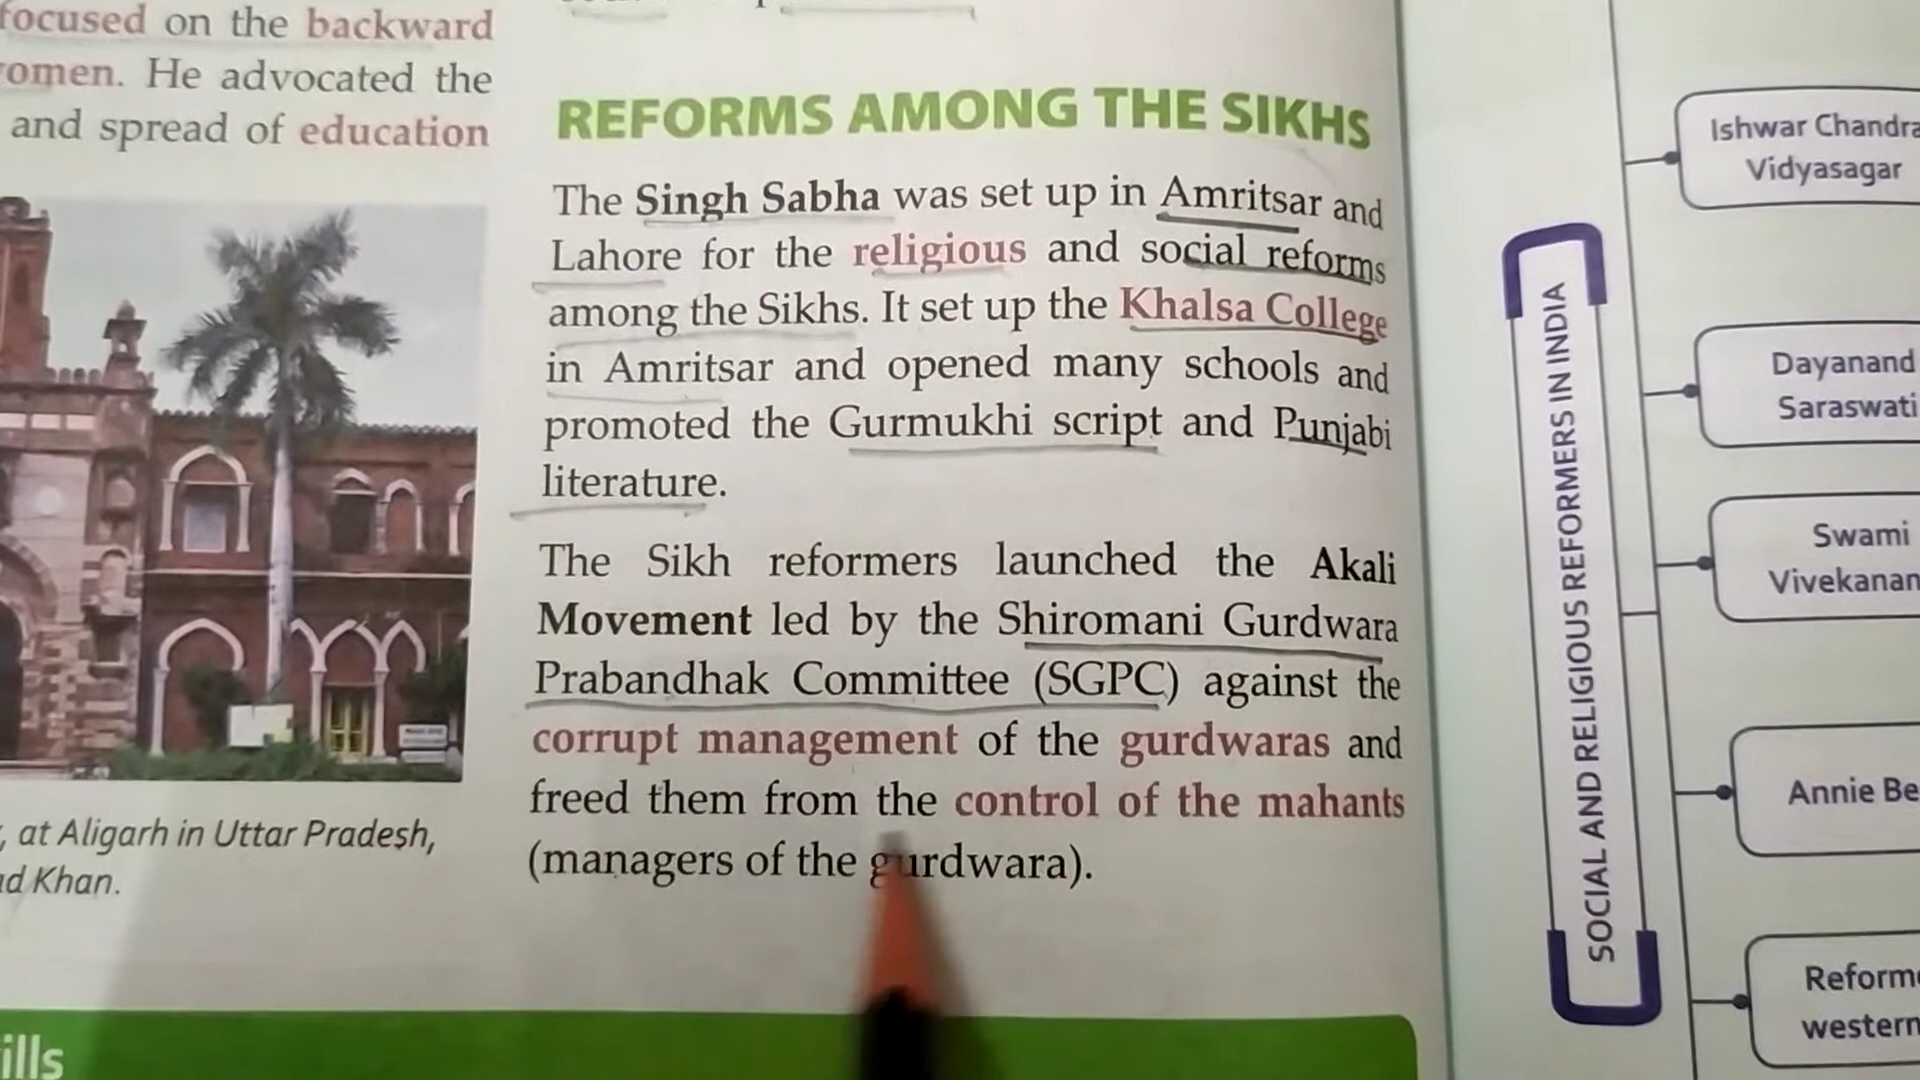 focused on the backward
women. He advocated the
and spread of education
at Aligarh in Uttar Pradesh,
Khan.
REFORMS AMONG THE SIKHS
The Singh Sabha was set up in Amritsar and
Lahore for the religious and social reforms
among the Sikhs. It set up the Khalsa College
in Amritsar and opened many schools and
promoted the Gurmukhi script and Punjabi
literature.
The Sikh reformers launched the Akali
Movement led by the Shiromani Gurdwara
Prabandhak Committee (SGPC) against the
corrupt management of the gurdwaras and
freed them from the control of the mahants
(managers of the gurdwara).
SOCIAL AND RELIGIOUS REFORMERS IN INDIA
Ishwar Chandra
Vidyasagar
Dayanand
Saraswati
Swami
Vivekanan
Annie Be
Reform
western
ills